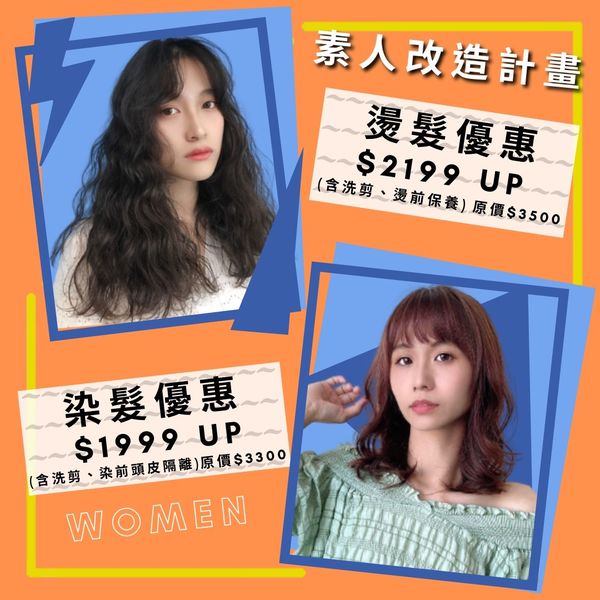 素人改造計畫
燙髮優惠
$2199 UP
(含洗剪、燙前保養) 原價$3500
染髮優惠
$1999 UP
(含洗剪、染前頭皮隔離)原價$3300
WOMEN